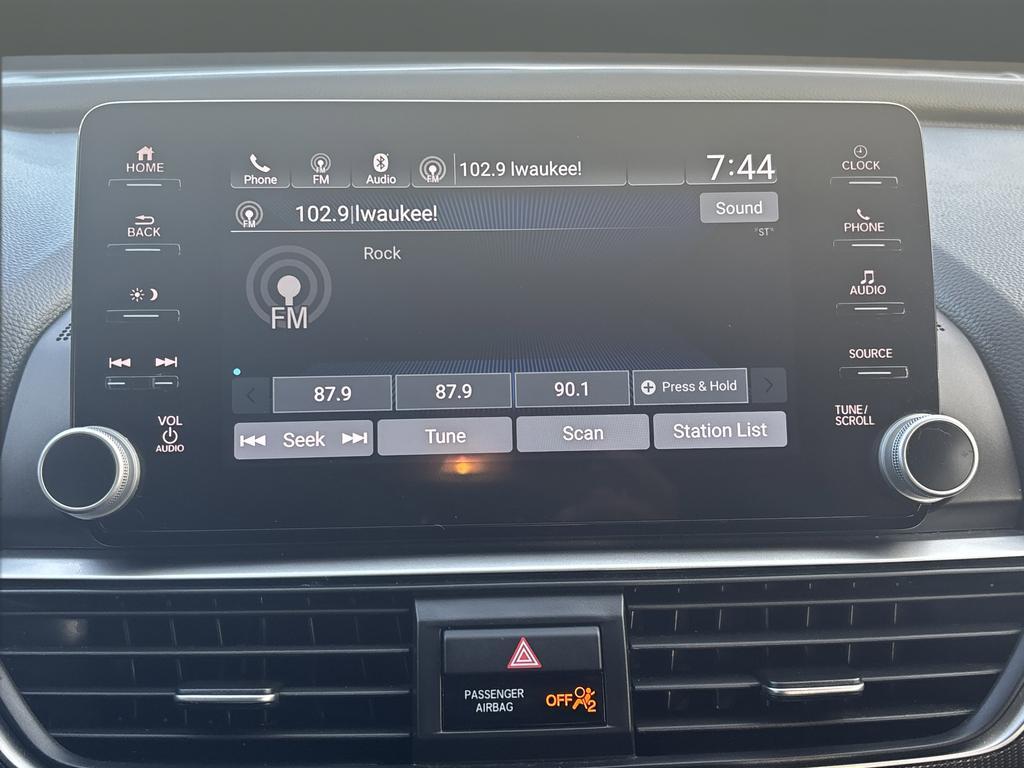 HOME
BACK
VOL
AUDIO
Phone
FM
Audio
FM
102.9 lwaukee!
7:44
FM
102.9|lwaukee!
Sound
ST
Rock
FM
87.9
87.9
90.1
Press & Hold
Seek
Tune
Scan
Station List
CLOCK
PHONE
AUDIO
SOURCE
TUNE/
SCROLL
PASSENGER
AIRBAG
OFF
2